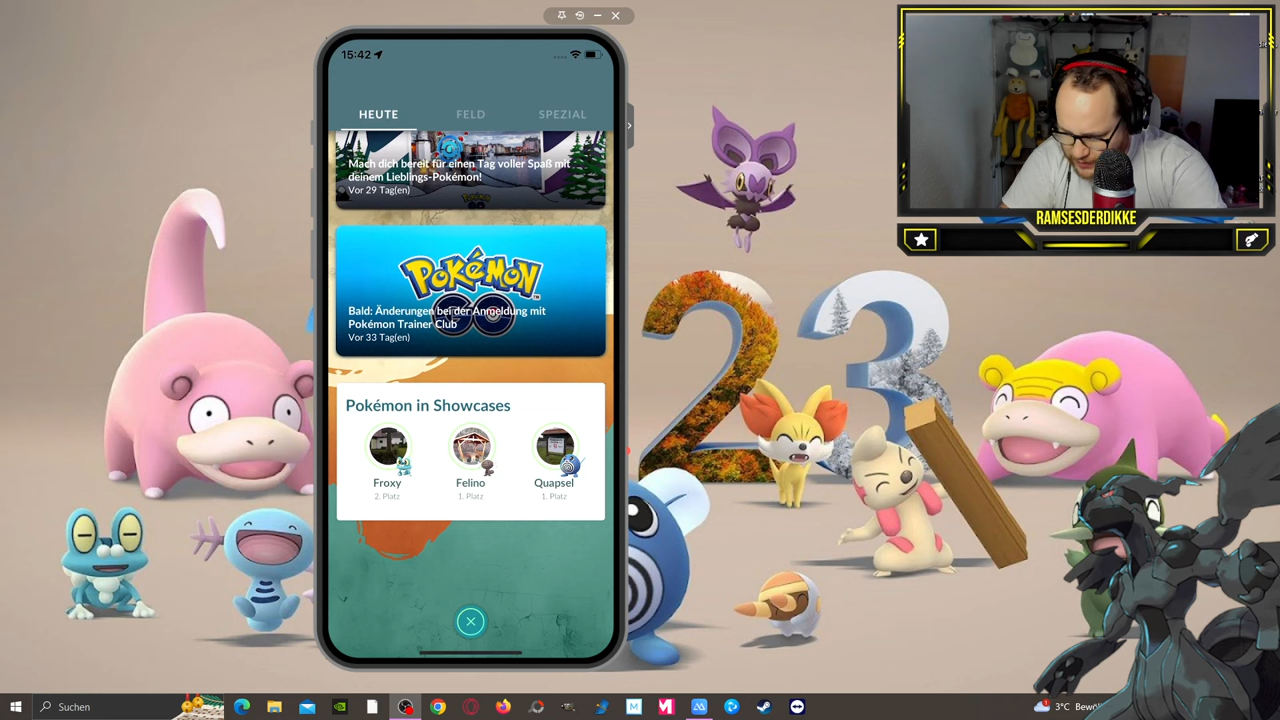 15:42
HEUTE FELD SPEZIAL
Mach dich bereit für einen Tag voller Spaß mit
deinem Lieblings-Pokémon!
Vor 29 Tag(en)
POKÉMON
GO
Bald: Änderungen bei der Anmeldung mit
Pokémon Trainer Club
Vor 33 Tag(en)
Pokémon in Showcases
Froxy Felino Quapsel
2. Platz 1. Platz 1. Platz
23
RAMSESDERDIKKE
Suchen
3°C